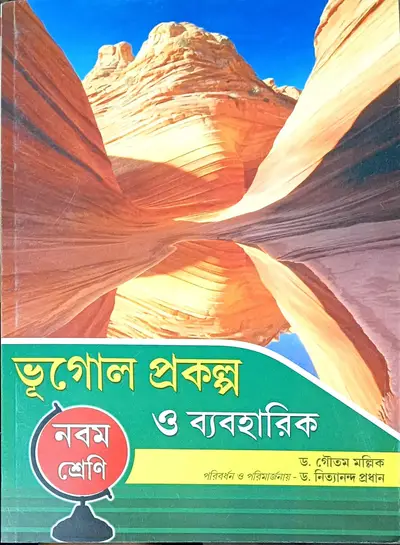 ভূগোল প্রকল্প
ও ব্যবহারিক
নবম
শ্রেণি
ড. গৌতম মল্লিক
পরিবর্ধন ও পরিমার্জনায় - ড. নিত্যানন্দ প্রধান